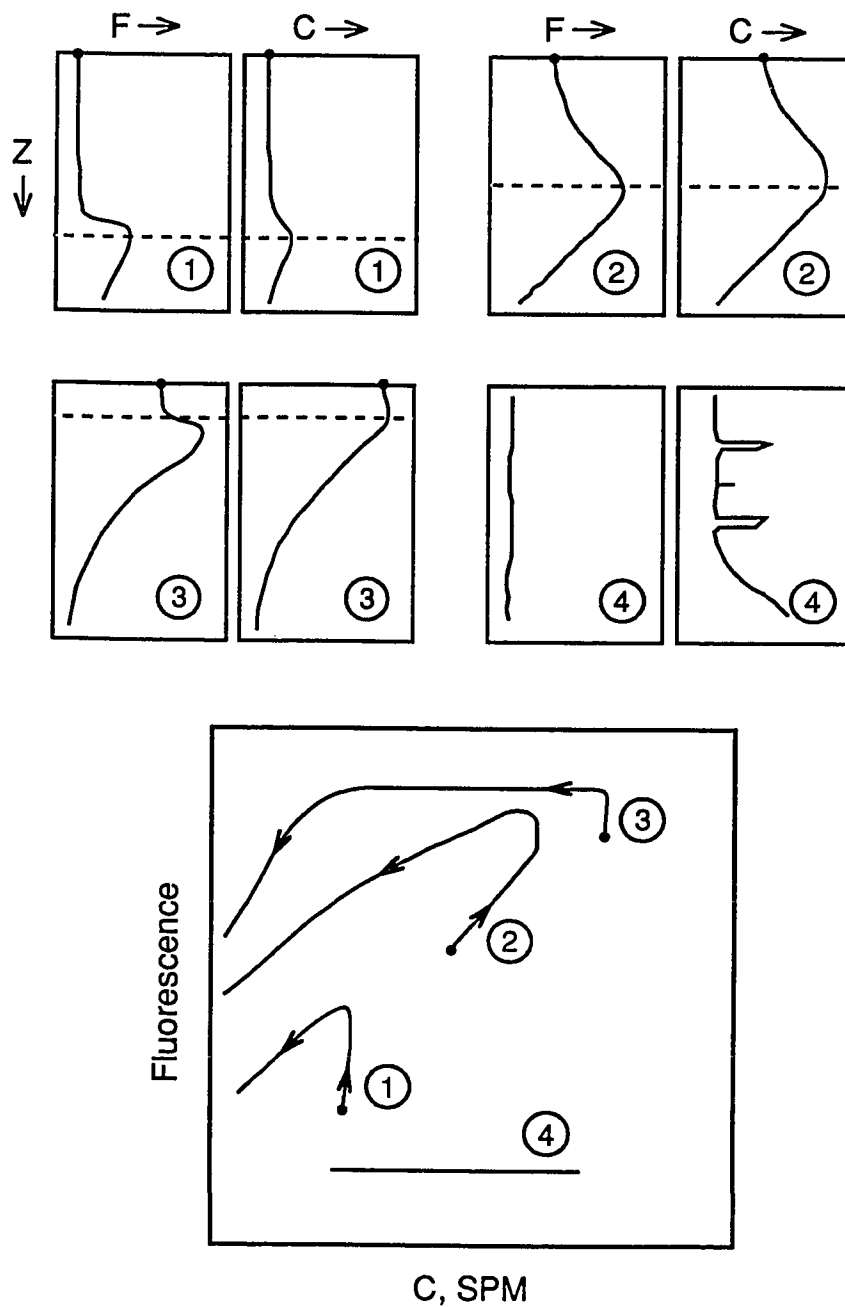 F → C → F → C →
Z
↓
① ① ② ②
③ ③ ④ ④
Fluorescence
③
②
①
④
C, SPM